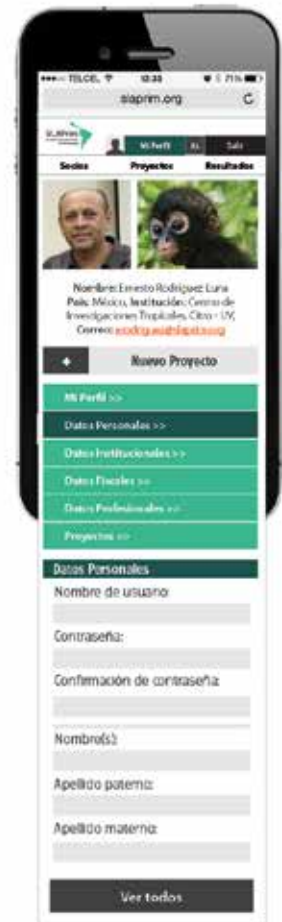 TELCEL
slaprim.org
Mi Perfil
Salir
Socios Proyectos Resultados
Nombre: Ernesto Rodríguez Luna
País: México, Institución: Centro de
Investigaciones Tropicales, Citro - UV,
Correo:
+ Nuevo Proyecto
Mi Perfil >>
Datos Personales >>
Datos Institucionales >>
Datos Fiscales >>
Datos Profesionales >>
Proyectos >>
Datos Personales
Nombre de usuario:
Contraseña:
Confirmación de contraseña:
Nombre(s):
Apellido paterno:
Apellido materno:
Ver todos